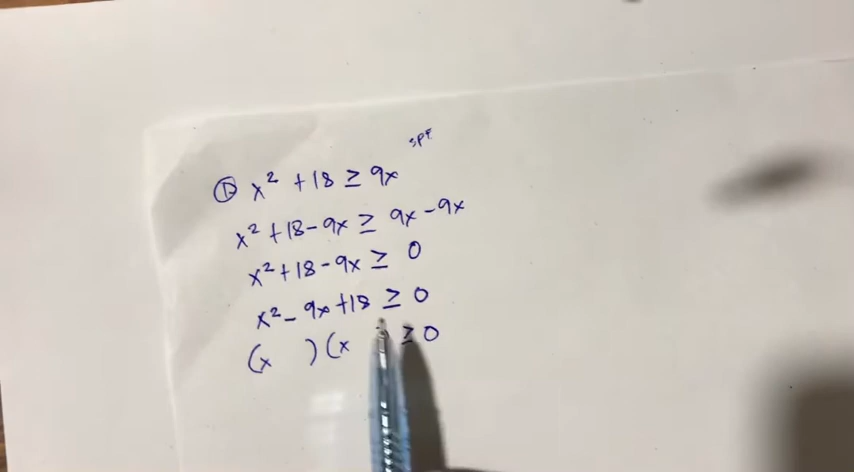 ① x² + 18 ≥ 9x
x² + 18 - 9x ≥ 9x - 9x
x² + 18 - 9x ≥ 0
x² - 9x + 18 ≥ 0
(x ) (x ≥ 0